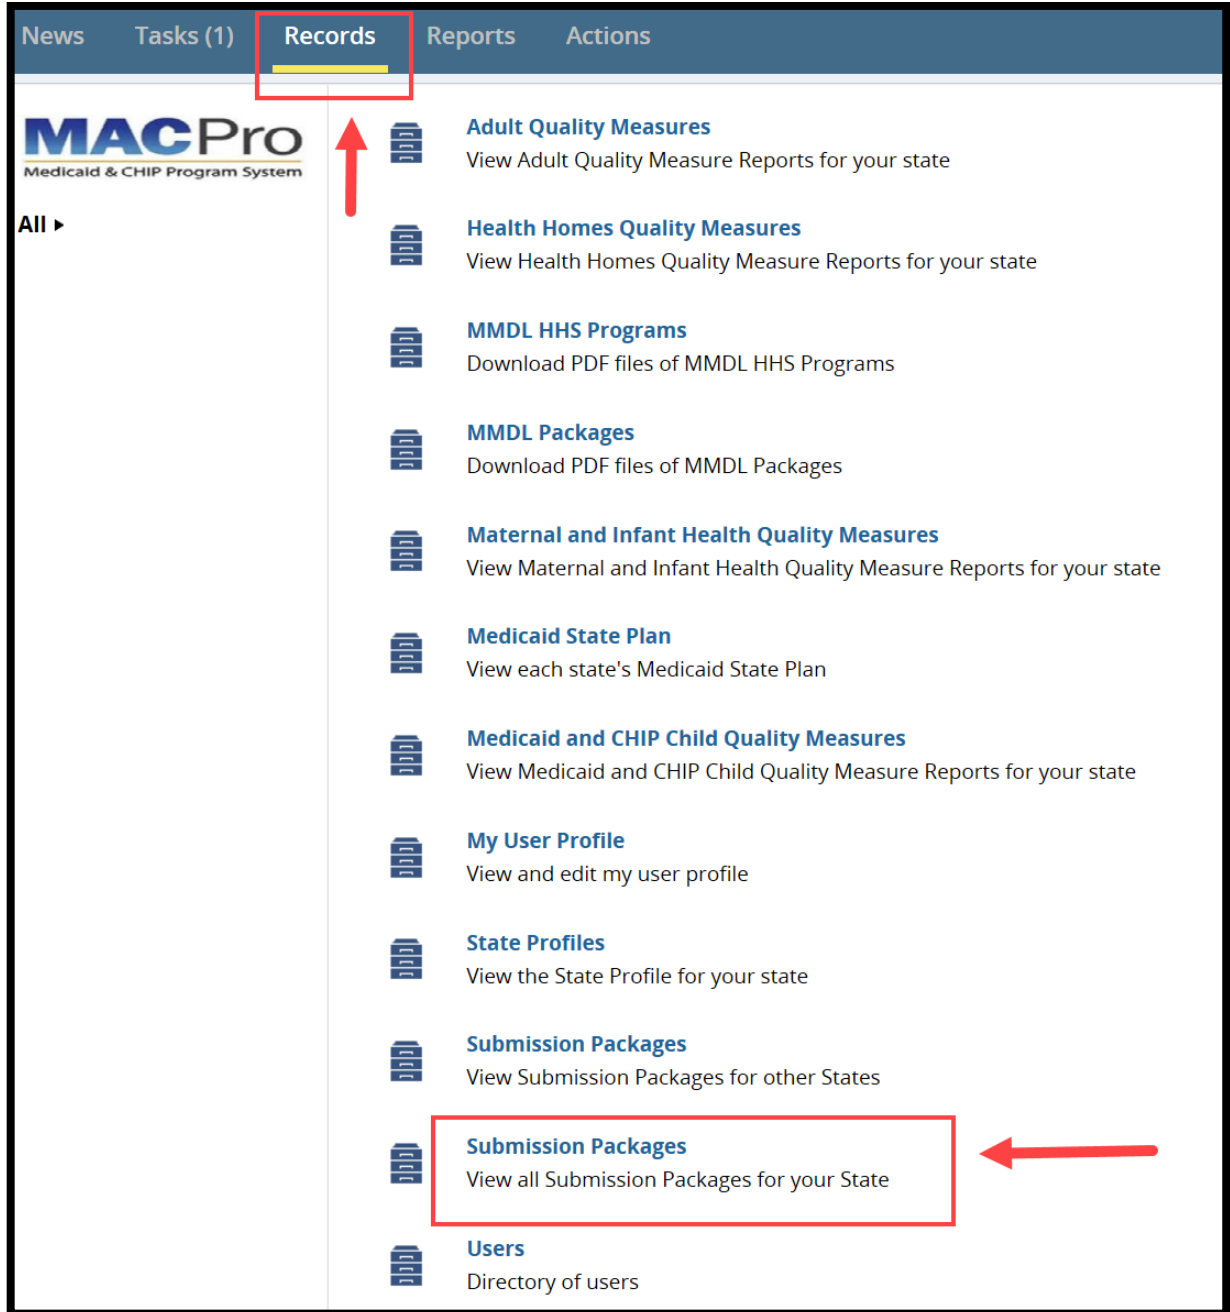 News Tasks (1) Records Reports Actions
MACPro
Medicaid & CHIP Program System
All
Adult Quality Measures
View Adult Quality Measure Reports for your state
Health Homes Quality Measures
View Health Homes Quality Measure Reports for your state
MMDL HHS Programs
Download PDF files of MMDL HHS Programs
MMDL Packages
Download PDF files of MMDL Packages
Maternal and Infant Health Quality Measures
View Maternal and Infant Health Quality Measure Reports for your state
Medicaid State Plan
View each state's Medicaid State Plan
Medicaid and CHIP Child Quality Measures
View Medicaid and CHIP Child Quality Measure Reports for your state
My User Profile
View and edit my user profile
State Profiles
View the State Profile for your state
Submission Packages
View Submission Packages for other States
Submission Packages
View all Submission Packages for your State
Users
Directory of users